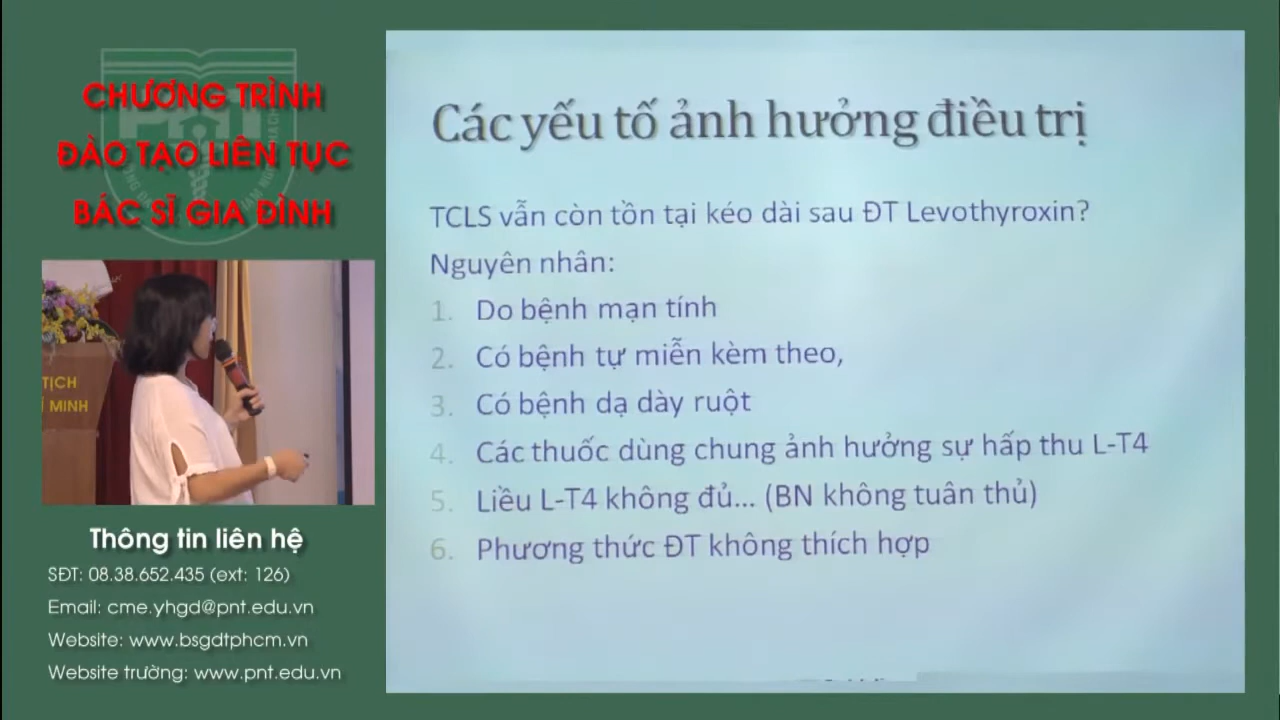 CHƯƠNG TRÌNH
ĐÀO TẠO LIÊN TỤC
BÁC SĨ GIA ĐÌNH
TỊCH
Í MINH
Thông tin liên hệ
SĐT: 08.38.652.435 (ext: 126)
Email: cme.yhgd@pnt.edu.vn
Website: www.bsgdtphcm.vn
Website trường: www.pnt.edu.vn
Các yếu tố ảnh hưởng điều trị
TCLS vẫn còn tồn tại kéo dài sau ĐT Levothyroxin?
Nguyên nhân:
1. Do bệnh mạn tính
2. Có bệnh tự miễn kèm theo,
3. Có bệnh dạ dày ruột
4. Các thuốc dùng chung ảnh hưởng sự hấp thu L-T4
5. Liều L-T4 không đủ... (BN không tuân thủ)
6. Phương thức ĐT không thích hợp